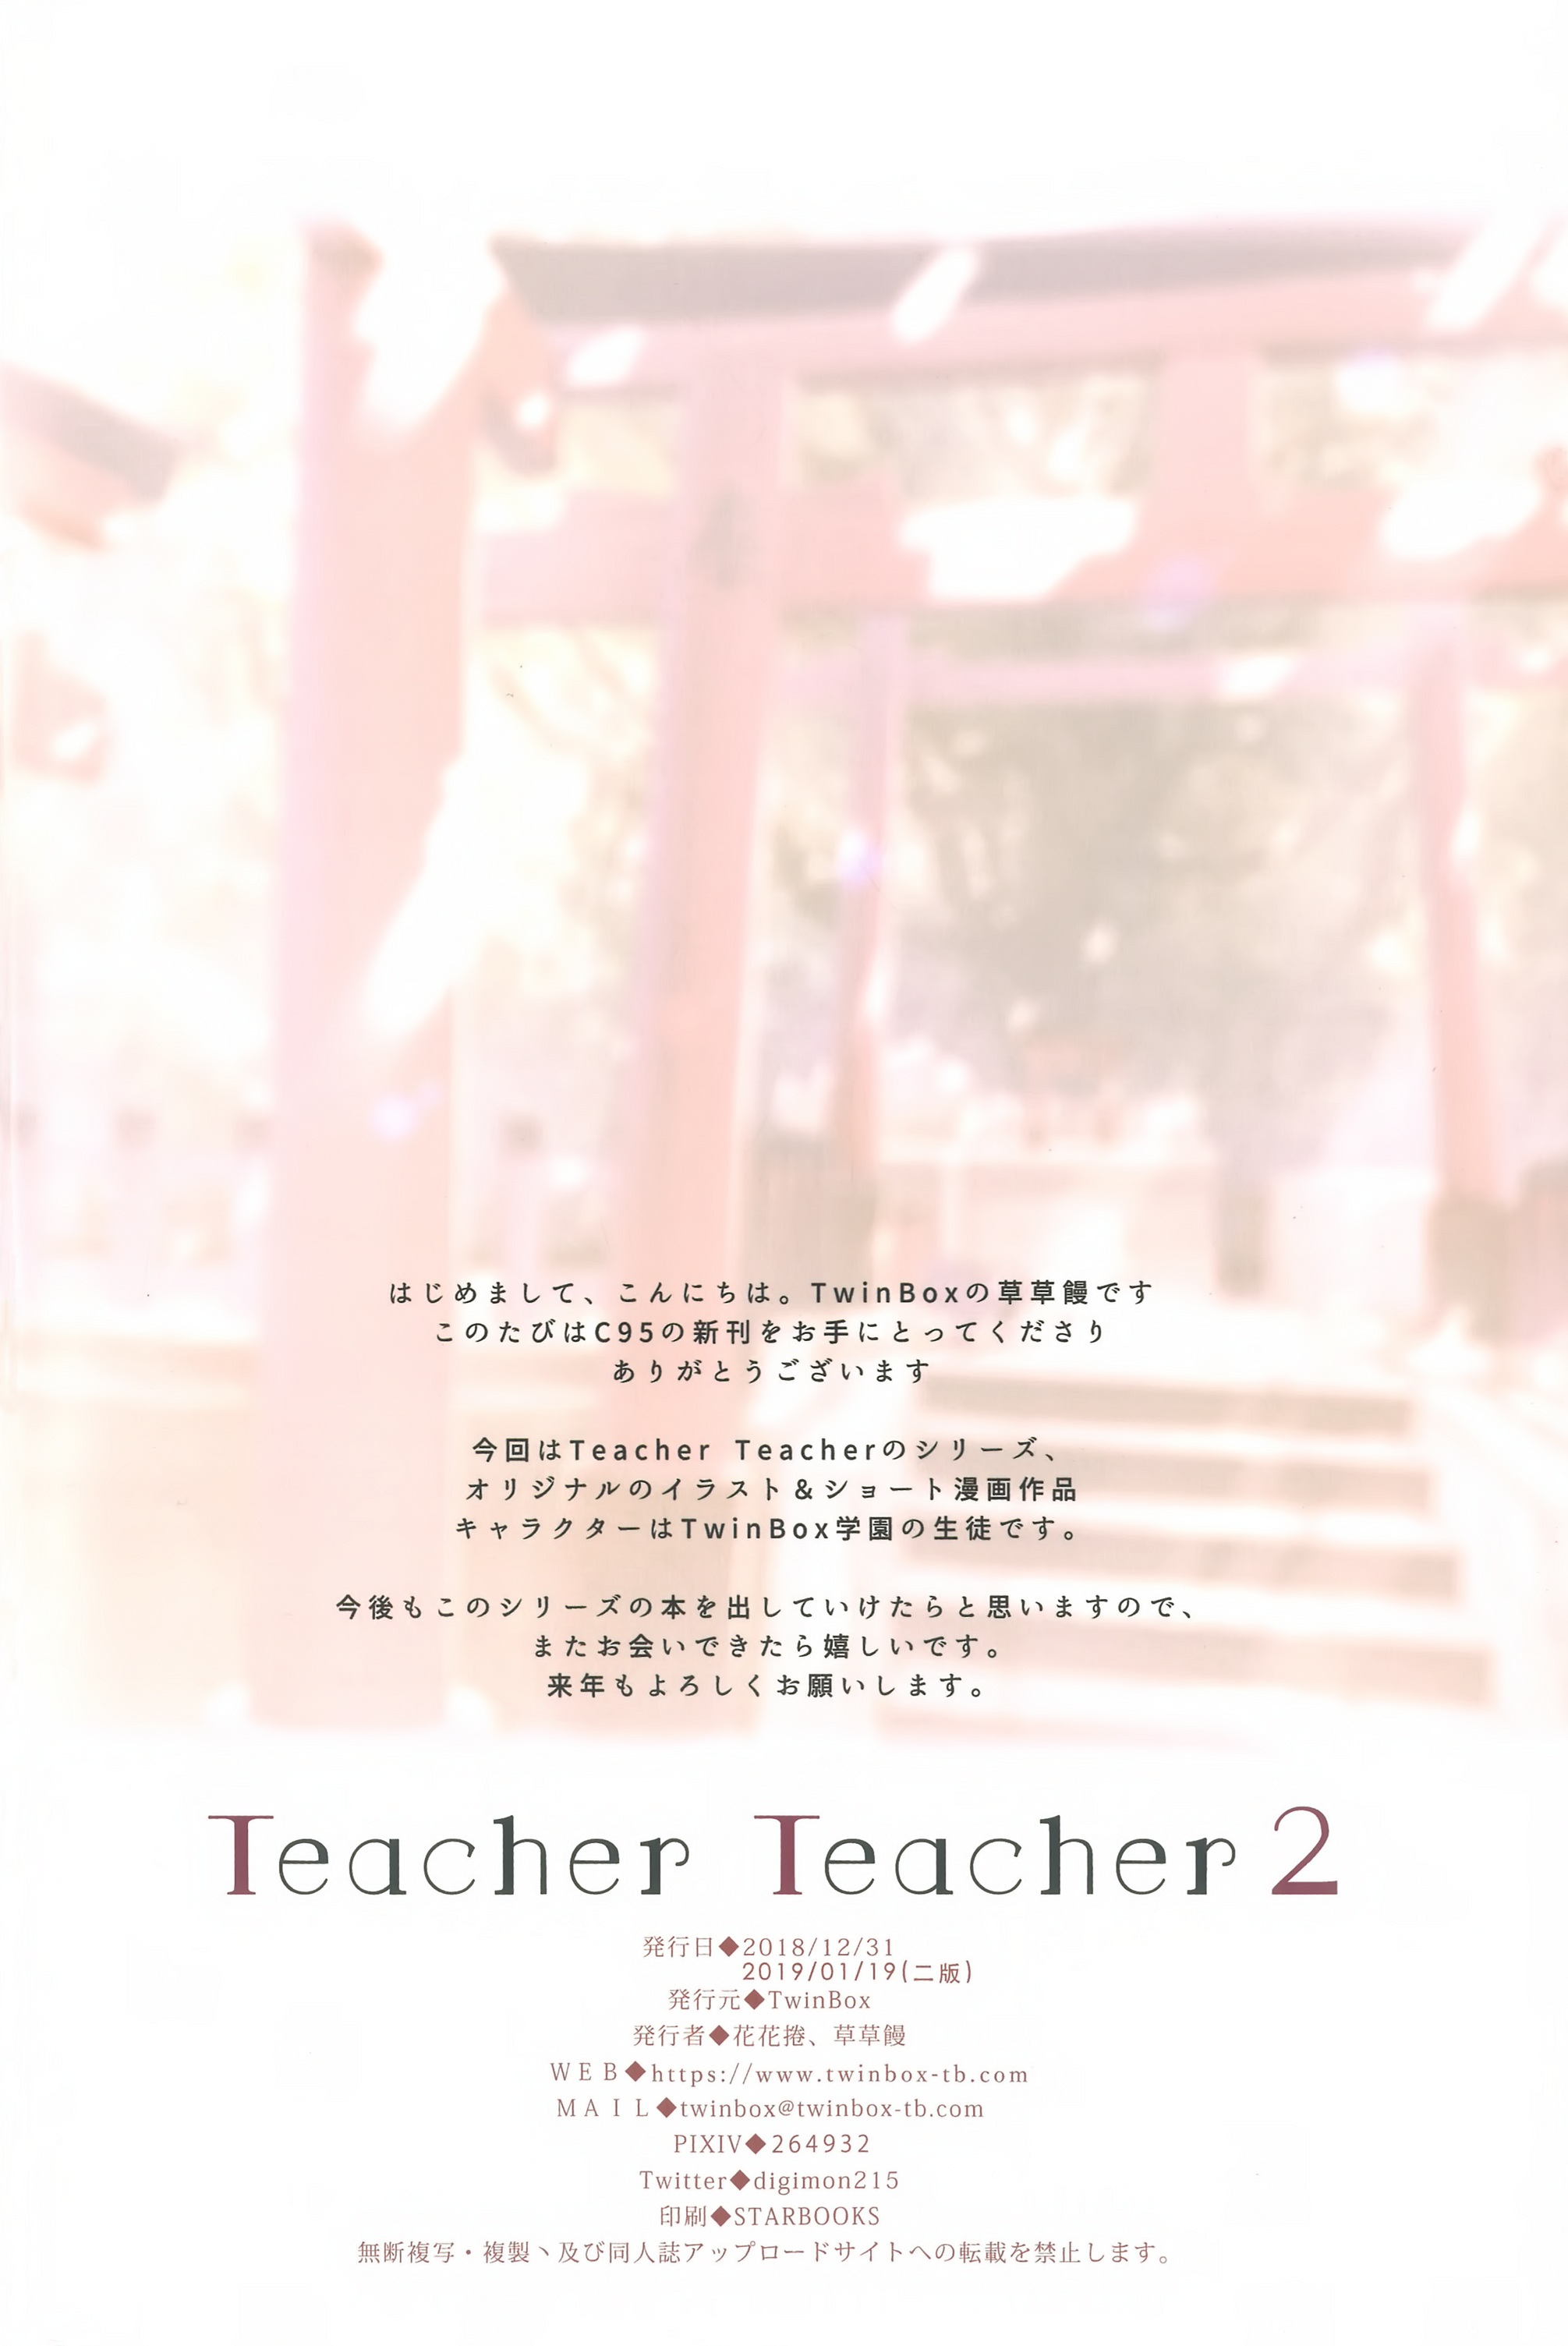 はじめまして、こんにちは。TwinBoxの草草饅です
このたびはC95の新刊をお手にとってくださり
ありがとうございます
今回はTeacher Teacherのシリーズ、
オリジナルのイラスト&ショート漫画作品
キャラクターはTwinBox学園の生徒です。
今後もこのシリーズの本を出していけたらと思いますので、
またお会いできたら嬉しいです。
来年もよろしくお願いします。
Teacher Teacher 2
発行日◆2018/12/31
2019/01/19(二版)
発行元◆TwinBox
発行者◆花花捲、草草饅
ＷＥＢ◆https://www.twinbox-tb.com
ＭＡＩＬ◆twinbox@twinbox-tb.com
PIXIV◆264932
Twitter◆digimon215
印刷◆STARBOOKS
無断複写・複製ヽ及び同人誌アップロードサイトへの転載を禁止します。